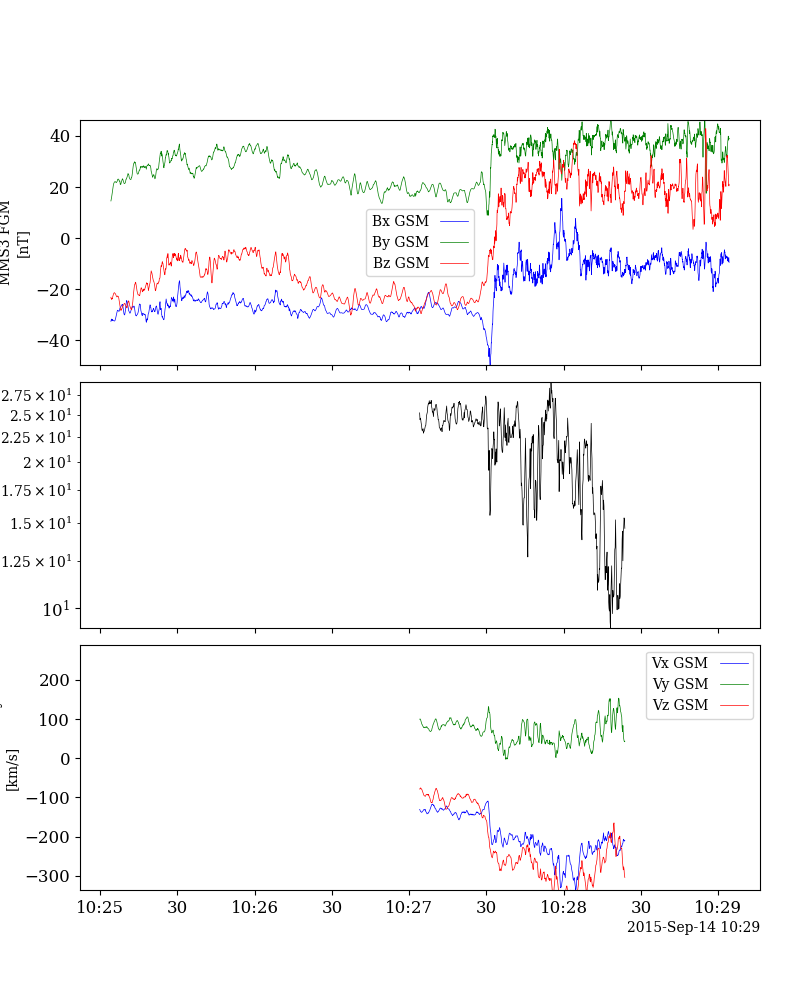 MMS3 FGM
[nT]
40
20
0
−20
−40
Bx GSM
By GSM
Bz GSM
2.75 × 10¹
2.5 × 10¹
2.25 × 10¹
2 × 10¹
1.75 × 10¹
1.5 × 10¹
1.25 × 10¹
10¹
[km/s]
200
100
0
−100
−200
−300
Vx GSM
Vy GSM
Vz GSM
10:25 30 10:26 30 10:27 30 10:28 30 10:29
2015-Sep-14 10:29